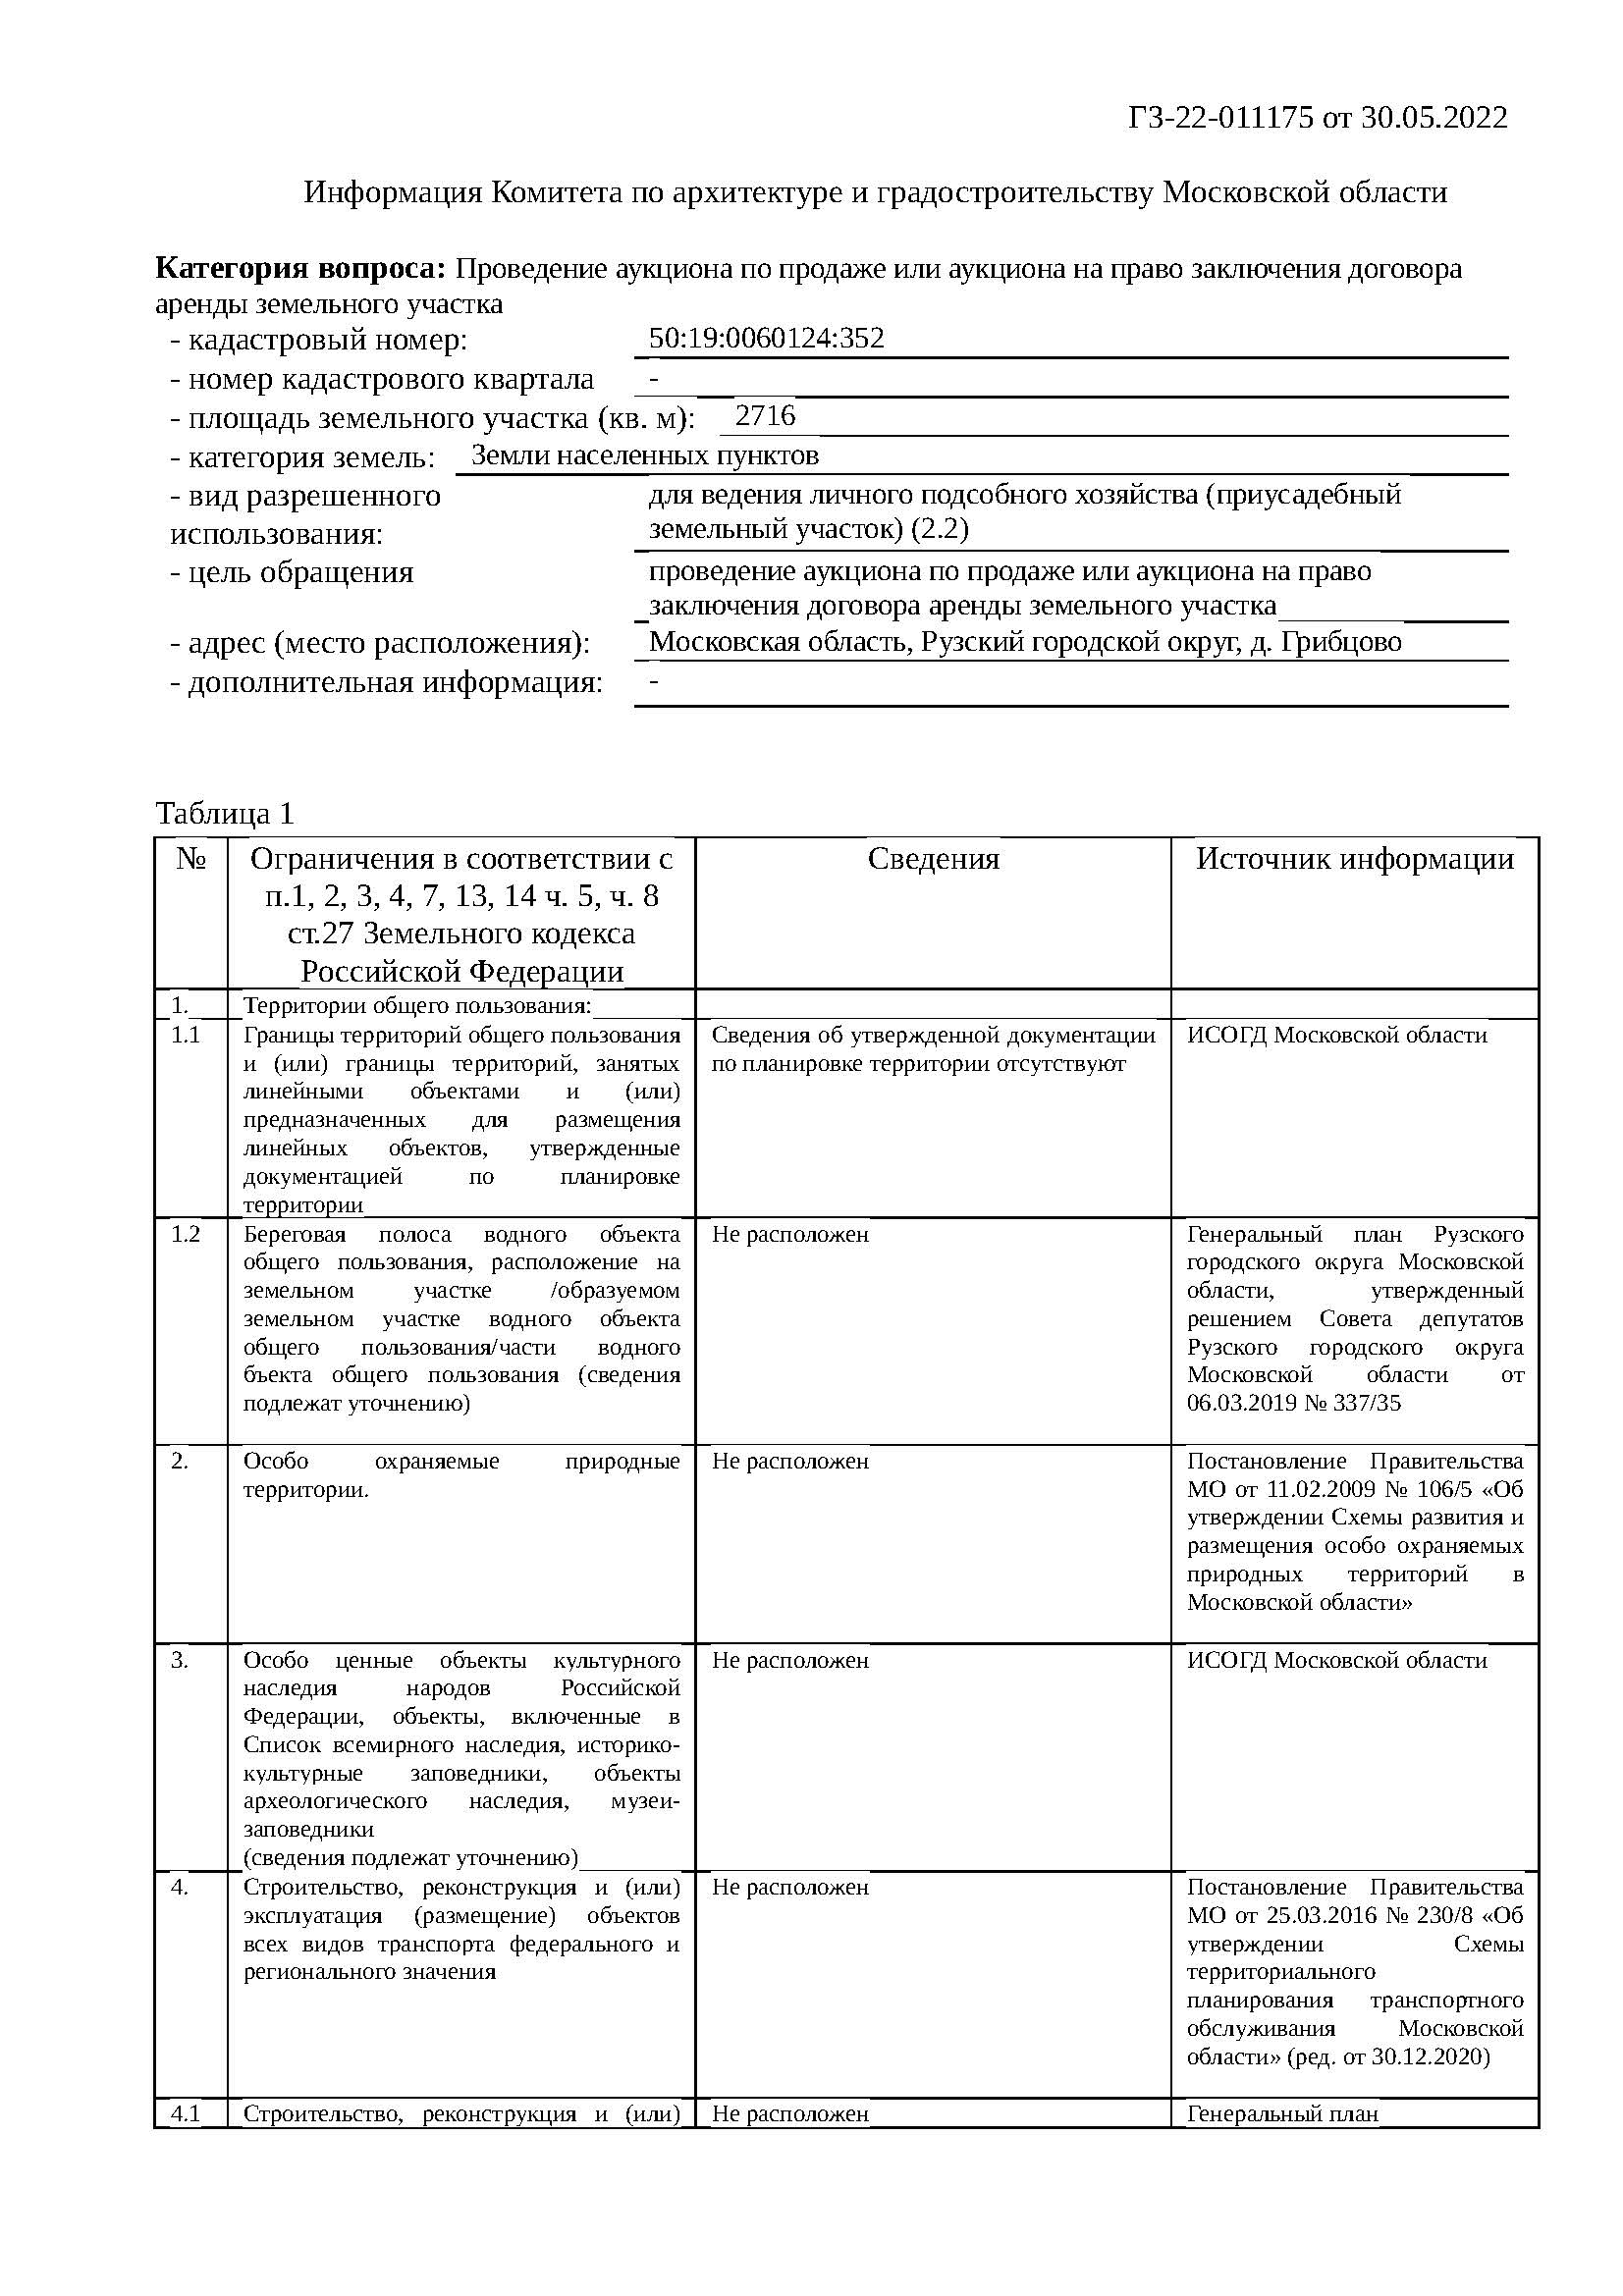 ГЗ-22-011175 от 30.05.2022
Информация Комитета по архитектуре и градостроительству Московской области
Категория вопроса: Проведение аукциона по продаже или аукциона на право заключения договора
аренды земельного участка
- кадастровый номер: 50:19:0060124:352
- номер кадастрового квартала -
- площадь земельного участка (кв. м): 2716
- категория земель: Земли населенных пунктов
- вид разрешенного
использования:
для ведения личного подсобного хозяйства (приусадебный
земельный участок) (2.2)
- цель обращения
проведение аукциона по продаже или аукциона на право
заключения договора аренды земельного участка
- адрес (место расположения): Московская область, Рузский городской округ, д. Грибцово
- дополнительная информация: -
Таблица 1
№
Ограничения в соответствии с
п.1, 2, 3, 4, 7, 13, 14 ч. 5, ч. 8
ст.27 Земельного кодекса
Российской Федерации
Сведения
Источник информации
1.
Территории общего пользования:
1.1
Границы территорий общего пользования
и (или) границы территорий, занятых
линейными объектами и (или)
предназначенных для размещения
линейных объектов, утвержденные
документацией по планировке
территории
Сведения об утвержденной документации
по планировке территории отсутствуют
ИСОГД Московской области
1.2
Береговая полоса водного объекта
общего пользования, расположение на
земельном участке /образуемом
земельном участке водного объекта
общего пользования/части водного
бъекта общего пользования (сведения
подлежат уточнению)
Не расположен
Генеральный план Рузского
городского округа Московской
области, утвержденный
решением Совета депутатов
Рузского городского округа
Московской области от
06.03.2019 № 337/35
2.
Особо охраняемые природные
территории.
Не расположен
Постановление Правительства
МО от 11.02.2009 № 106/5 «Об
утверждении Схемы развития и
размещения особо охраняемых
природных территорий в
Московской области»
3.
Особо ценные объекты культурного
наследия народов Российской
Федерации, объекты, включенные в
Список всемирного наследия, историко-
культурные заповедники, объекты
археологического наследия, музеи-
заповедники
(сведения подлежат уточнению)
Не расположен
ИСОГД Московской области
4.
Строительство, реконструкция и (или)
эксплуатация (размещение) объектов
всех видов транспорта федерального и
регионального значения
Не расположен
Постановление Правительства
МО от 25.03.2016 № 230/8 «Об
утверждении Схемы
территориального
планирования транспортного
обслуживания Московской
области» (ред. от 30.12.2020)
4.1
Строительство, реконструкция и (или)
Не расположен
Генеральный план